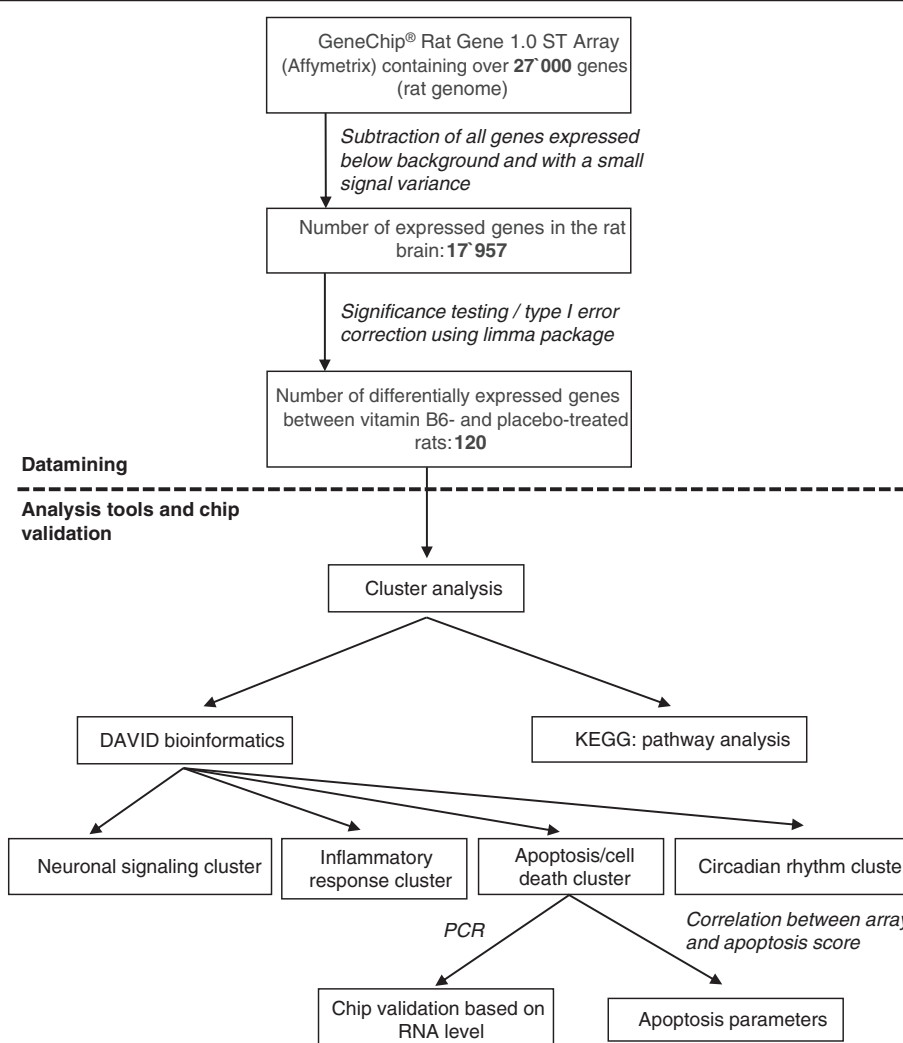 GeneChip® Rat Gene 1.0 ST Array
(Affymetrix) containing over 27`000 genes
(rat genome)
Subtraction of all genes expressed
below background and with a small
signal variance
Number of expressed genes in the rat
brain: 17`957
Significance testing / type I error
correction using limma package
Number of differentially expressed genes
between vitamin B6- and placebo-treated
rats: 120
Datamining
Analysis tools and chip
validation
Cluster analysis
DAVID bioinformatics
KEGG: pathway analysis
Neuronal signaling cluster
Inflammatory
response cluster
Apoptosis/cell
death cluster
Circadian rhythm cluste
PCR
Correlation between array
and apoptosis score
Chip validation based on
RNA level
Apoptosis parameters